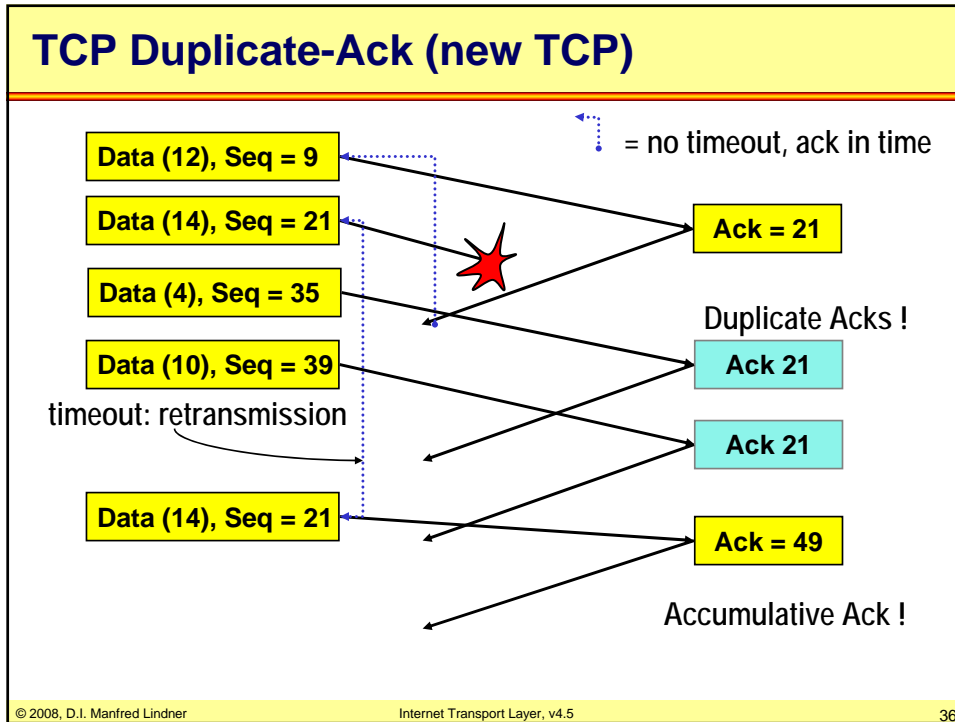 TCP Duplicate-Ack (new TCP)
= no timeout, ack in time
Data (12), Seq = 9
Data (14), Seq = 21
Ack = 21
Data (4), Seq = 35
Duplicate Acks !
Data (10), Seq = 39
Ack 21
timeout: retransmission
Ack 21
Data (14), Seq = 21
Ack = 49
Accumulative Ack !
© 2008, D.I. Manfred Lindner
Internet Transport Layer, v4.5
36